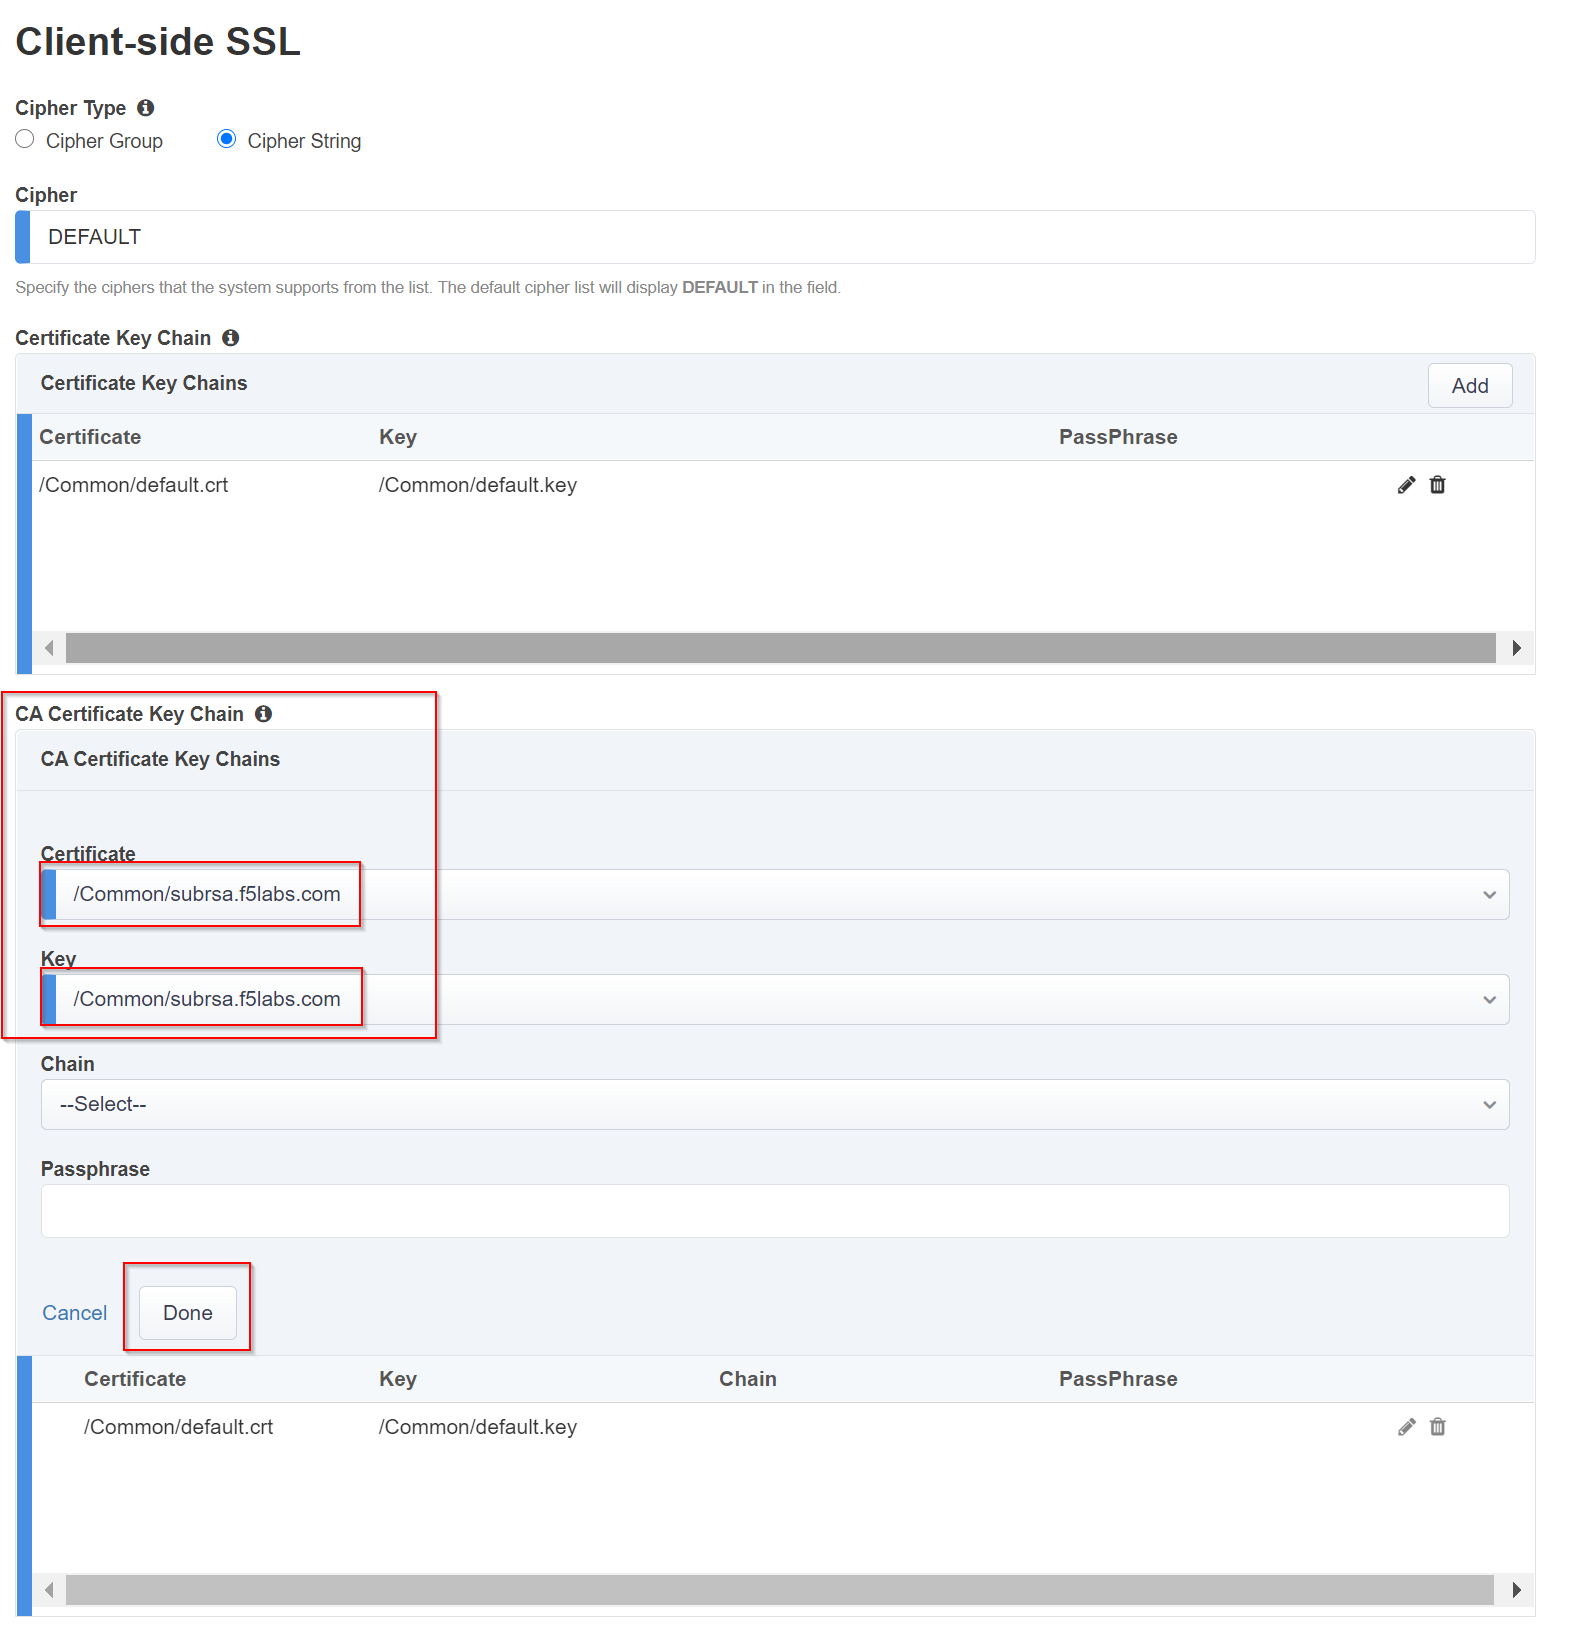 Client-side SSL
Cipher Type
Cipher Group Cipher String
Cipher
DEFAULT
Specify the ciphers that the system supports from the list. The default cipher list will display DEFAULT in the field.
Certificate Key Chain
Certificate Key Chains Add
Certificate Key PassPhrase
/Common/default.crt /Common/default.key
CA Certificate Key Chain
CA Certificate Key Chains
Certificate
/Common/subrsa.f5labs.com
Key
/Common/subrsa.f5labs.com
Chain
--Select--
Passphrase
Cancel Done
Certificate Key Chain PassPhrase
/Common/default.crt /Common/default.key